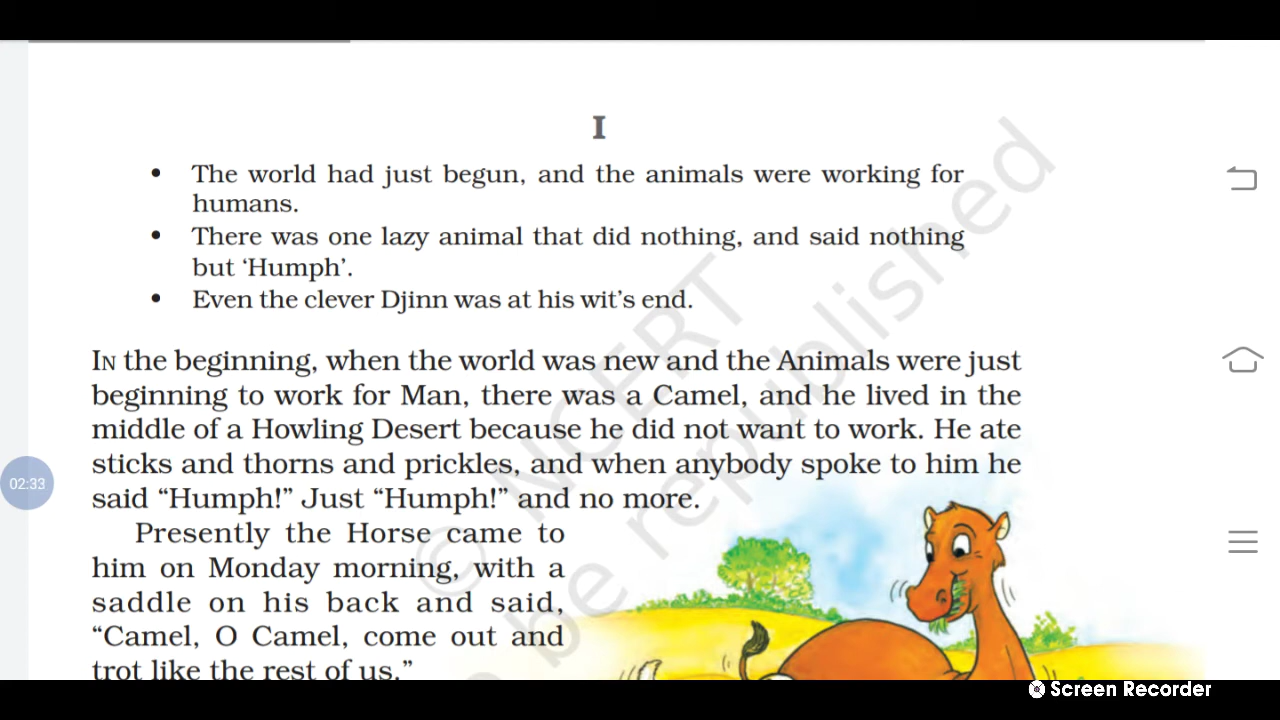 I
• The world had just begun, and the animals were working for
humans.
• There was one lazy animal that did nothing, and said nothing
but ‘Humph’.
• Even the clever Djinn was at his wit’s end.
IN the beginning, when the world was new and the Animals were just
beginning to work for Man, there was a Camel, and he lived in the
middle of a Howling Desert because he did not want to work. He ate
sticks and thorns and prickles, and when anybody spoke to him he
said “Humph!” Just “Humph!” and no more.
Presently the Horse came to
him on Monday morning, with a
saddle on his back and said,
“Camel, O Camel, come out and
trot like the rest of us.”
© NCERT
be republished
02:33
Screen Recorder